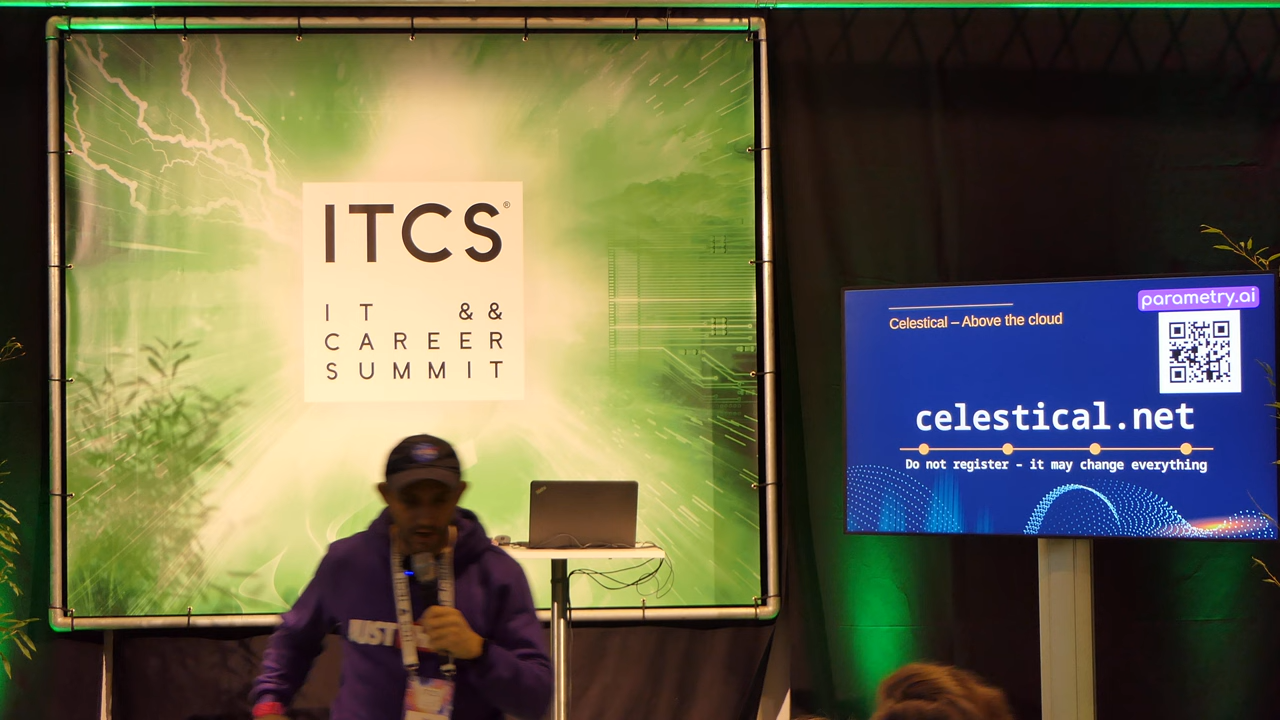 ITCS®
IT &&
CAREER
SUMMIT
parametry.ai
Celestical – Above the cloud
celestical.net
Do not register - it may change everything